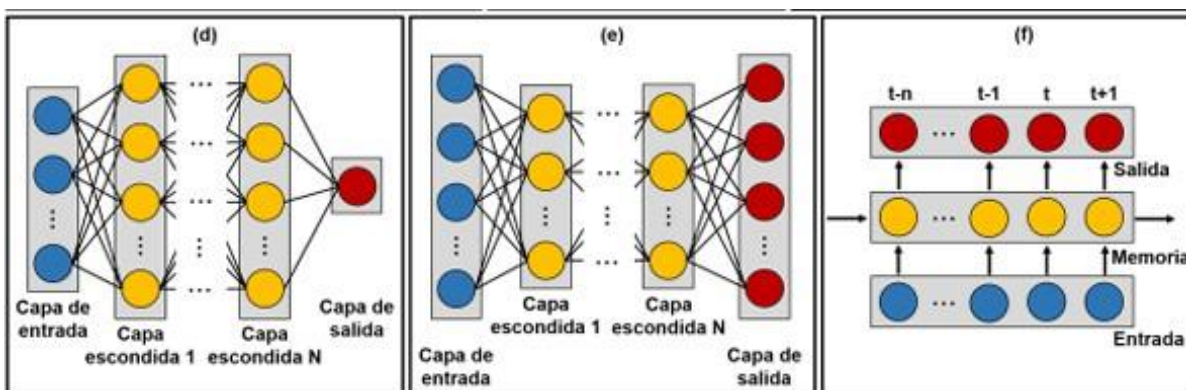 (d)
...
...
Capa de
entrada
Capa
escondida 1
Capa
escondida N
Capa de
salida
(e)
...
...
Capa de
entrada
Capa
escondida 1
Capa
escondida N
Capa de
salida
(f)
t-n t-1 t t+1
...
Salida
...
Memoria
...
Entrada